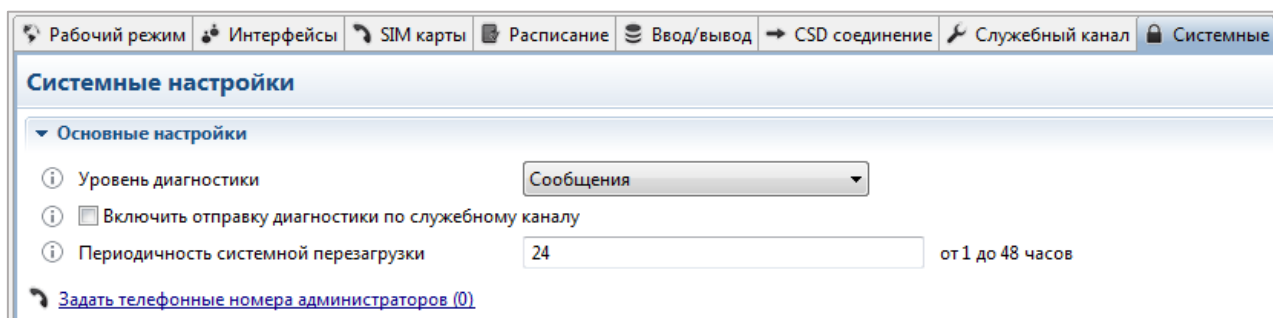 Рабочий режим Интерфейсы SIM карты Расписание Ввод/вывод CSD соединение Служебный канал Системные
Системные настройки
Основные настройки
Уровень диагностики Сообщения
Включить отправку диагностики по служебному каналу
Периодичность системной перезагрузки 24 от 1 до 48 часов
Задать телефонные номера администраторов (0)